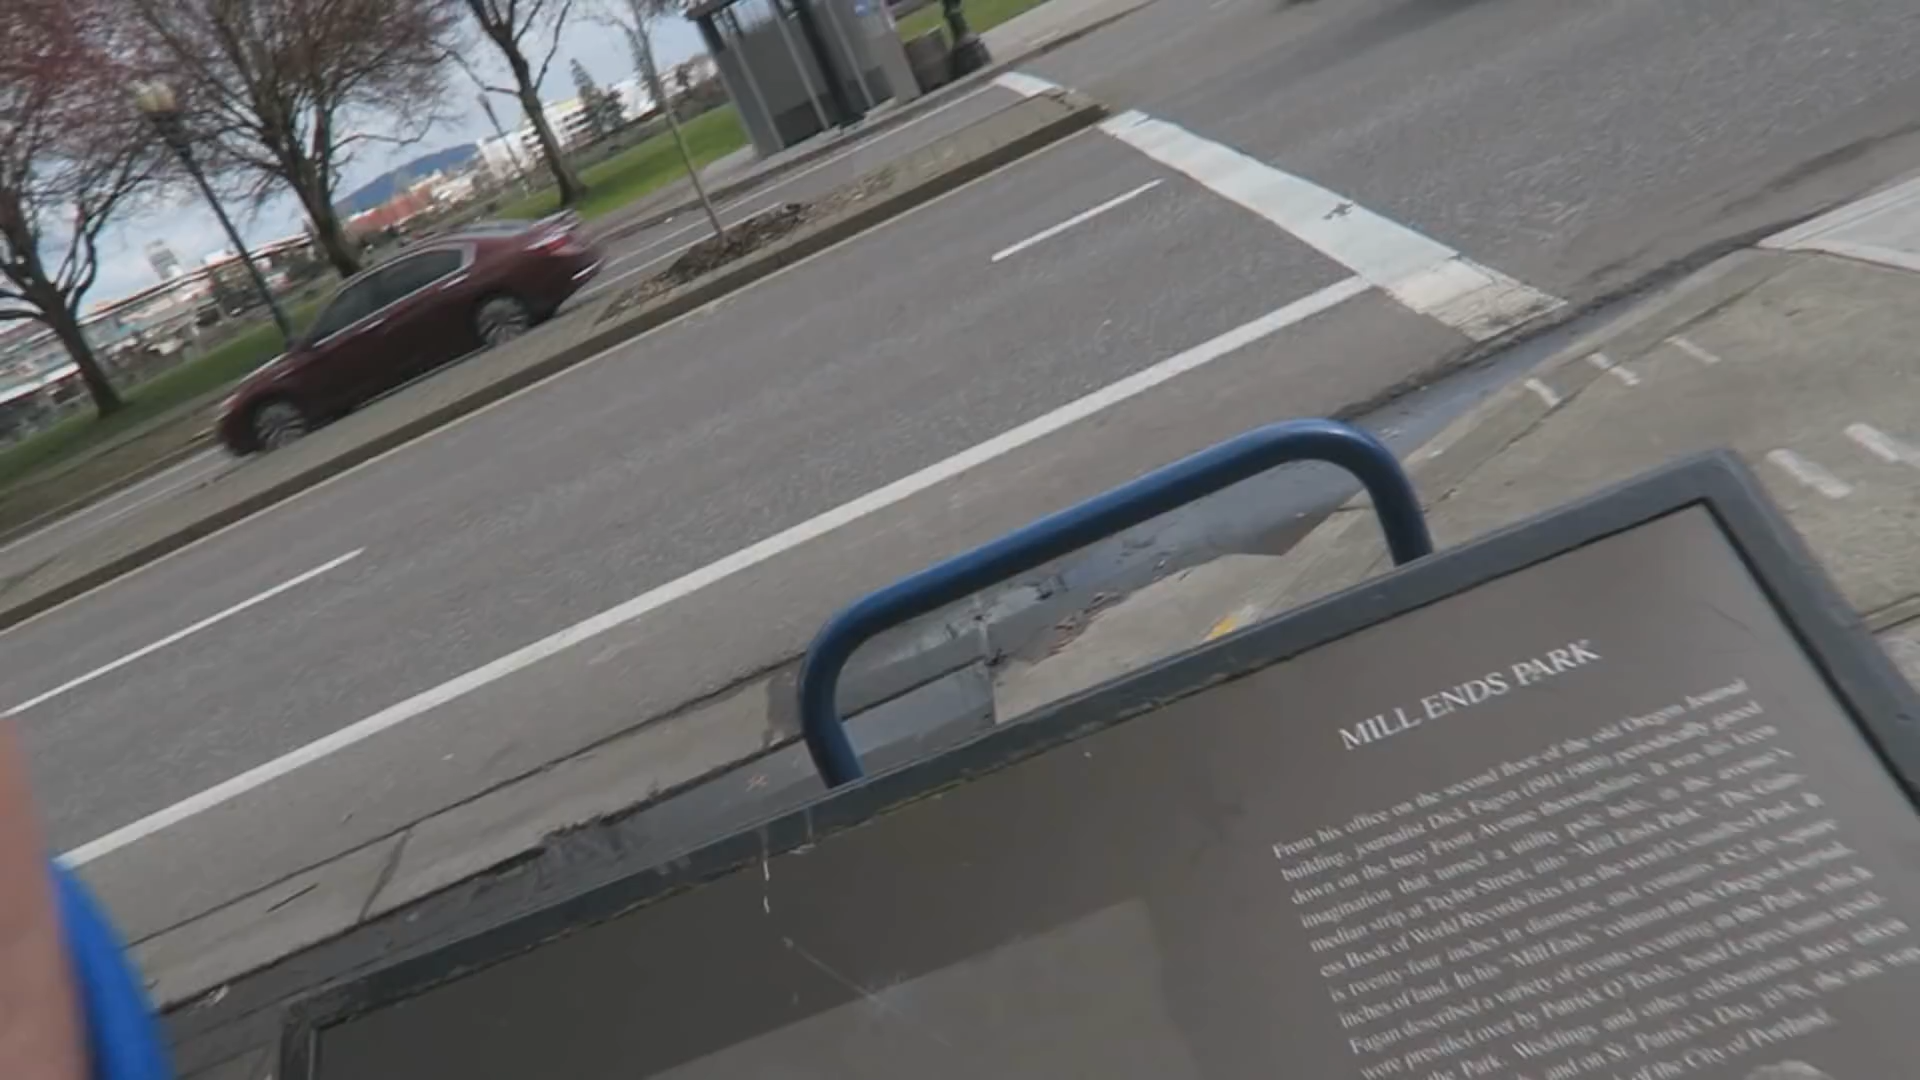 MILL ENDS PARK
From his office on the second floor of the old Oregon Journal
building, journalist Dick Fagan (1911-1969) periodically gazed
down on the busy Front Avenue thoroughfare. It was his keen
imagination that turned a utility pole hole, in the avenue's
median strip at Taylor Street, into "Mill Ends Park". The Guin-
ess Book of World Records lists it as the world's smallest Park. It
is twenty-four inches in diameter, and contains 452.16 square
inches of land. In his "Mill Ends" column in the Oregon Journal,
Fagan described a variety of events occurring in the Park, which
were presided over by Patrick O'Toole, head Leprechaun
the Park. Weddings and other celebrations have taken
and on St. Patrick's Day, 1976, the site was
of the City of Portland.